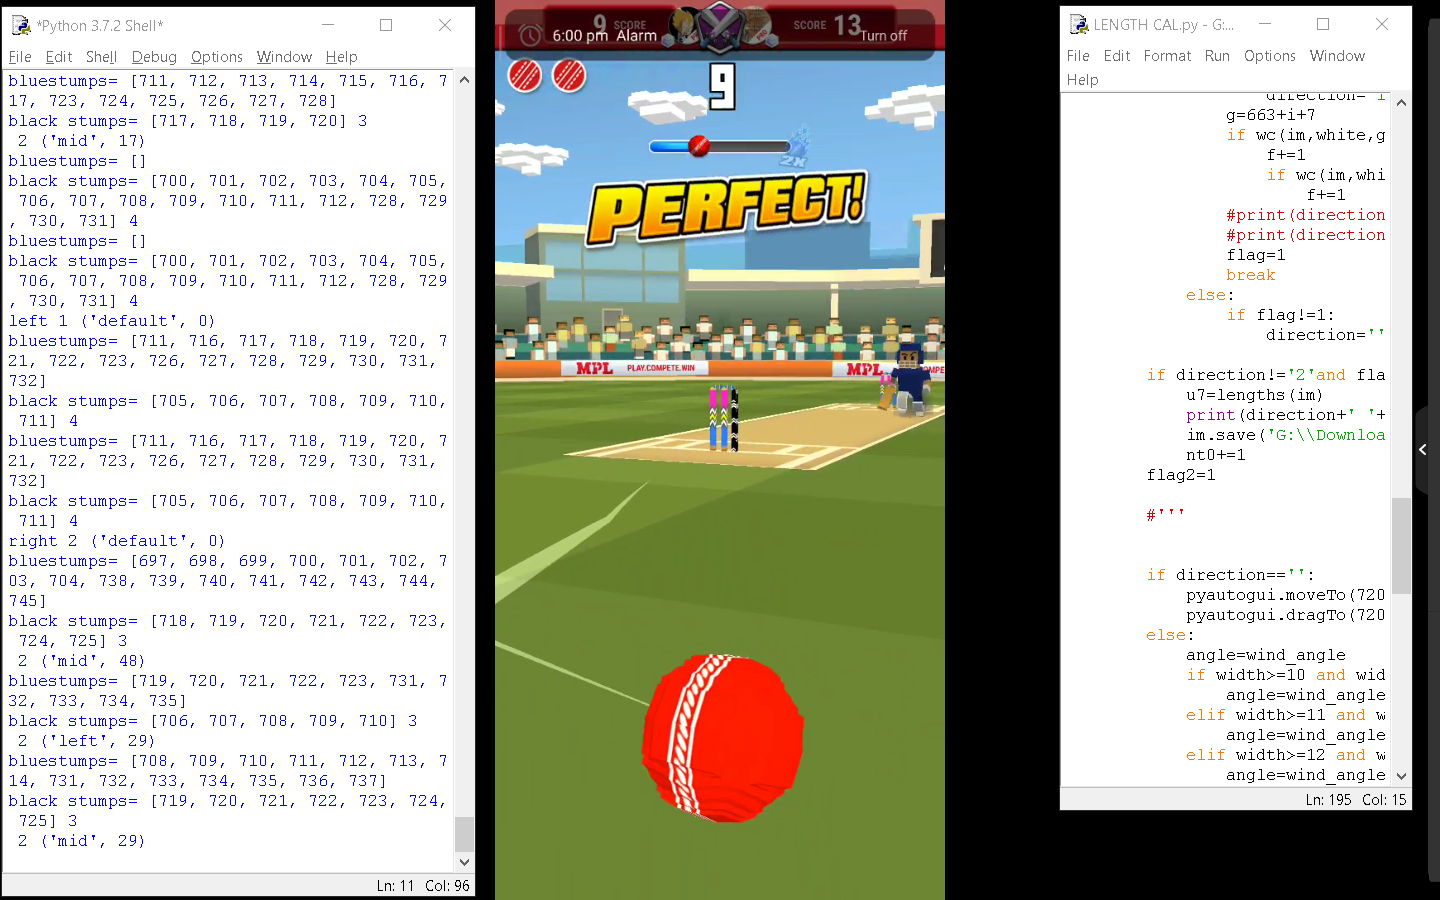 *Python 3.7.2 Shell*
File Edit Shell Debug Options Window Help
bluestumps= [711, 712, 713, 714, 715, 716, 7
17, 723, 724, 725, 726, 727, 728]
black stumps= [717, 718, 719, 720] 3
2 ('mid', 17)
bluestumps= []
black stumps= [700, 701, 702, 703, 704, 705,
706, 707, 708, 709, 710, 711, 712, 728, 729
, 730, 731] 4
bluestumps= []
black stumps= [700, 701, 702, 703, 704, 705,
706, 707, 708, 709, 710, 711, 712, 728, 729
, 730, 731] 4
left 1 ('default', 0)
bluestumps= [711, 716, 717, 718, 719, 720, 7
21, 722, 723, 726, 727, 728, 729, 730, 731,
732]
black stumps= [705, 706, 707, 708, 709, 710,
711] 4
bluestumps= [711, 716, 717, 718, 719, 720, 7
21, 722, 723, 726, 727, 728, 729, 730, 731,
732]
black stumps= [705, 706, 707, 708, 709, 710,
711] 4
right 2 ('default', 0)
bluestumps= [697, 698, 699, 700, 701, 702, 7
03, 704, 738, 739, 740, 741, 742, 743, 744,
745]
black stumps= [718, 719, 720, 721, 722, 723,
724, 725] 3
2 ('mid', 48)
bluestumps= [719, 720, 721, 722, 723, 731, 7
32, 733, 734, 735]
black stumps= [706, 707, 708, 709, 710] 3
2 ('left', 29)
bluestumps= [708, 709, 710, 711, 712, 713, 7
14, 731, 732, 733, 734, 735, 736, 737]
black stumps= [719, 720, 721, 722, 723, 724,
725] 3
2 ('mid', 29)
Ln: 11 Col: 96
9 SCORE SCORE 13
6:00 pm Alarm Turn off
9
2X
PERFECT!
MPL PLAY.COMPETE.WIN MPL
LENGTH CAL.py - G:...
File Edit Format Run Options Window
Help
direction='i
g=663+i+7
if wc(im,white,g
f+=1
if wc(im,whi
f+=1
#print(direction
#print(direction
flag=1
break
else:
if flag!=1:
direction=''
if direction!='2'and fla
u7=lengths(im)
print(direction+' '+
im.save('G:\\Downloa
nt0+=1
flag2=1
#'''
if direction=='':
pyautogui.moveTo(720
pyautogui.dragTo(720
else:
angle=wind_angle
if width>=10 and wid
angle=wind_angle
elif width>=11 and w
angle=wind_angle
elif width>=12 and w
angle=wind_angle
Ln: 195 Col: 15